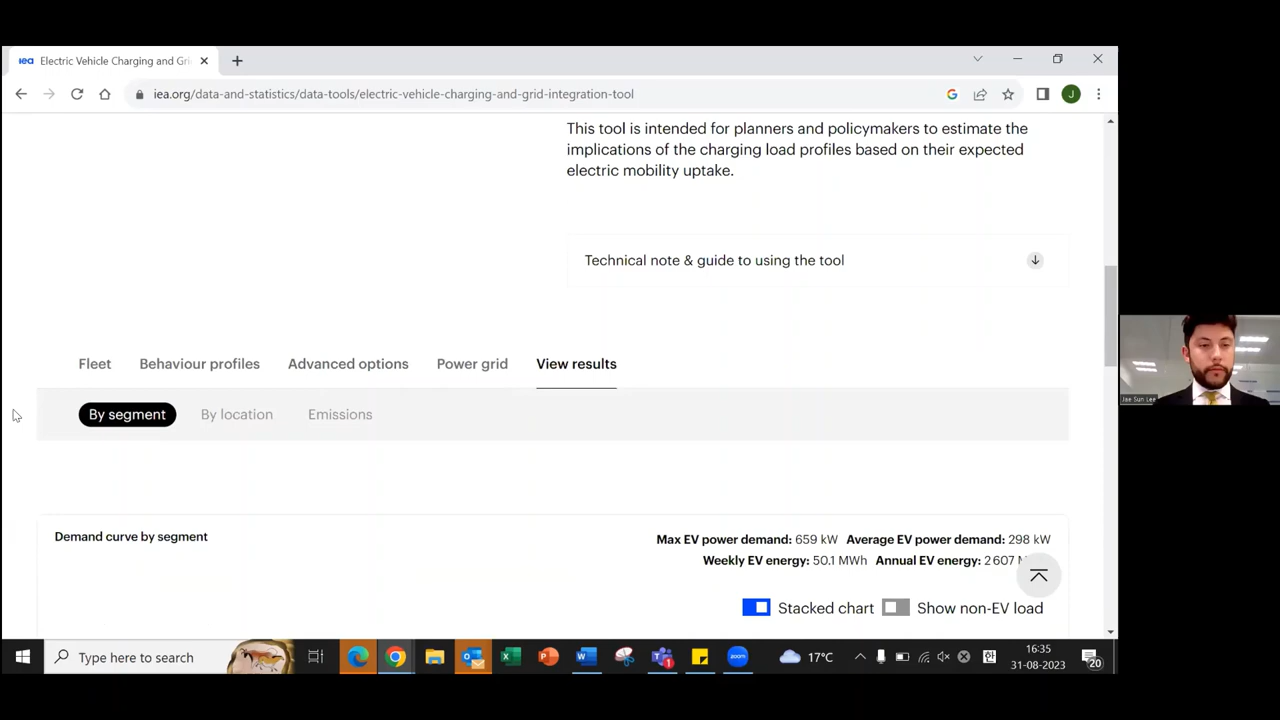 iea Electric Vehicle Charging and Gri
iea.org/data-and-statistics/data-tools/electric-vehicle-charging-and-grid-integration-tool
J
This tool is intended for planners and policymakers to estimate the
implications of the charging load profiles based on their expected
electric mobility uptake.
Technical note & guide to using the tool
Fleet Behaviour profiles Advanced options Power grid View results
By segment By location Emissions
Jae Sun Lee
Demand curve by segment
Max EV power demand: 659 kW Average EV power demand: 298 kW
Weekly EV energy: 50.1 MWh Annual EV energy: 2 607
Stacked chart Show non-EV load
Type here to search
17°C
한
16:35
31-08-2023
20